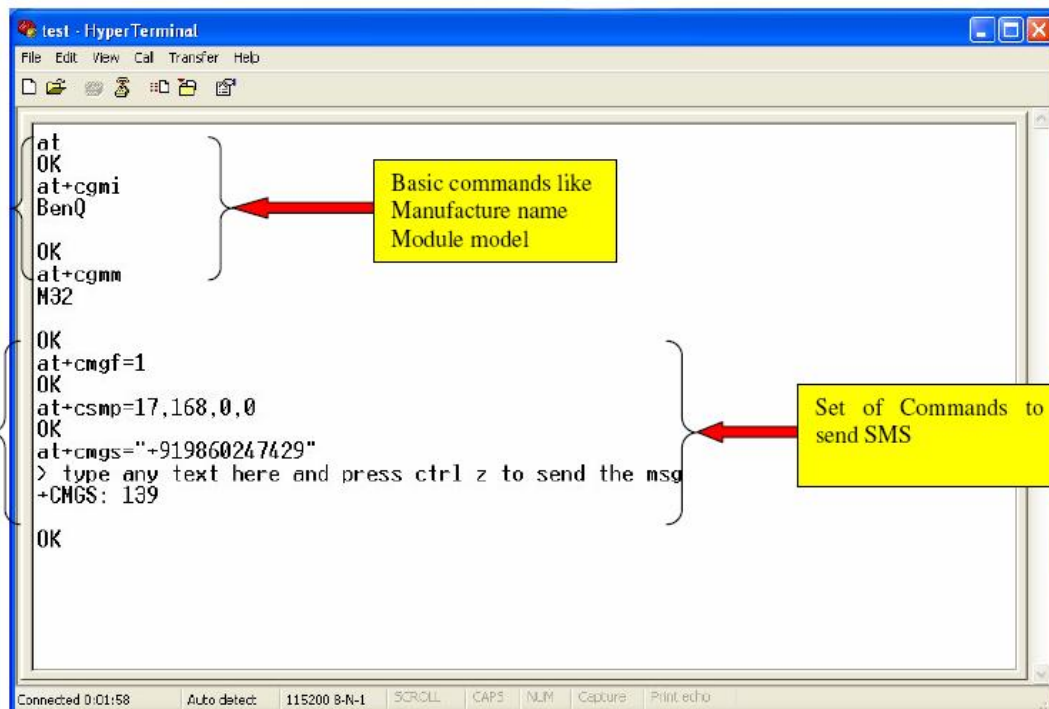 test - HyperTerminal
File Edit View Call Transfer Help
at
OK
at+cgmi
BenQ
OK
at+cgmm
M32
OK
at+cmgf=1
OK
at+csmp=17,168,0,0
OK
at+cmgs="+919860247429"
> type any text here and press ctrl z to send the msg
+CMGS: 139
OK
Basic commands like
Manufacture name
Module model
Set of Commands to
send SMS
Connected 0:01:58 Auto detect 115200 8-N-1 SCROLL CAPS NUM Capture Print echo